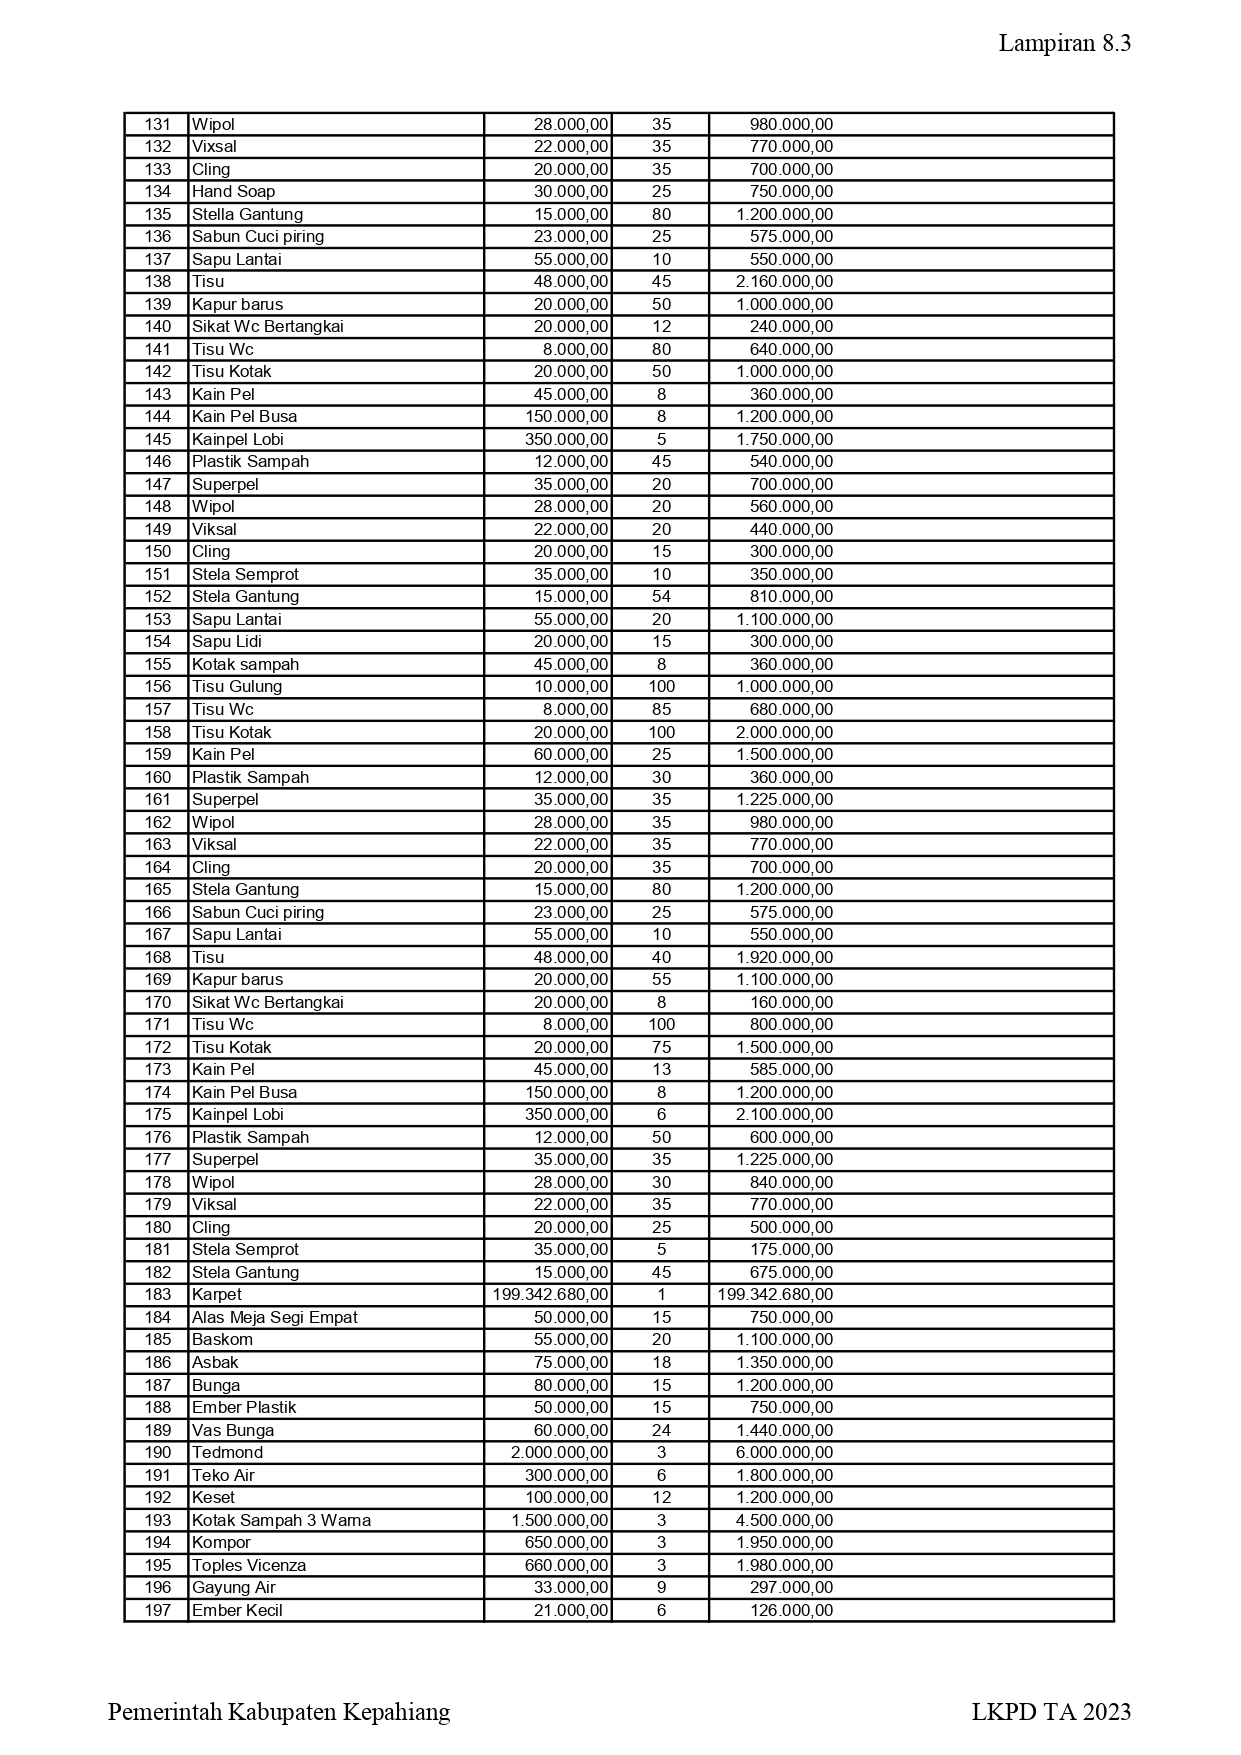 Lampiran 8.3
131 Wipol 28.000,00 35 980.000,00
132 Vixsal 22.000,00 35 770.000,00
133 Cling 20.000,00 35 700.000,00
134 Hand Soap 30.000,00 25 750.000,00
135 Stella Gantung 15.000,00 80 1.200.000,00
136 Sabun Cuci piring 23.000,00 25 575.000,00
137 Sapu Lantai 55.000,00 10 550.000,00
138 Tisu 48.000,00 45 2.160.000,00
139 Kapur barus 20.000,00 50 1.000.000,00
140 Sikat Wc Bertangkai 20.000,00 12 240.000,00
141 Tisu Wc 8.000,00 80 640.000,00
142 Tisu Kotak 20.000,00 50 1.000.000,00
143 Kain Pel 45.000,00 8 360.000,00
144 Kain Pel Busa 150.000,00 8 1.200.000,00
145 Kainpel Lobi 350.000,00 5 1.750.000,00
146 Plastik Sampah 12.000,00 45 540.000,00
147 Superpel 35.000,00 20 700.000,00
148 Wipol 28.000,00 20 560.000,00
149 Viksal 22.000,00 20 440.000,00
150 Cling 20.000,00 15 300.000,00
151 Stela Semprot 35.000,00 10 350.000,00
152 Stela Gantung 15.000,00 54 810.000,00
153 Sapu Lantai 55.000,00 20 1.100.000,00
154 Sapu Lidi 20.000,00 15 300.000,00
155 Kotak sampah 45.000,00 8 360.000,00
156 Tisu Gulung 10.000,00 100 1.000.000,00
157 Tisu Wc 8.000,00 85 680.000,00
158 Tisu Kotak 20.000,00 100 2.000.000,00
159 Kain Pel 60.000,00 25 1.500.000,00
160 Plastik Sampah 12.000,00 30 360.000,00
161 Superpel 35.000,00 35 1.225.000,00
162 Wipol 28.000,00 35 980.000,00
163 Viksal 22.000,00 35 770.000,00
164 Cling 20.000,00 35 700.000,00
165 Stela Gantung 15.000,00 80 1.200.000,00
166 Sabun Cuci piring 23.000,00 25 575.000,00
167 Sapu Lantai 55.000,00 10 550.000,00
168 Tisu 48.000,00 40 1.920.000,00
169 Kapur barus 20.000,00 55 1.100.000,00
170 Sikat Wc Bertangkai 20.000,00 8 160.000,00
171 Tisu Wc 8.000,00 100 800.000,00
172 Tisu Kotak 20.000,00 75 1.500.000,00
173 Kain Pel 45.000,00 13 585.000,00
174 Kain Pel Busa 150.000,00 8 1.200.000,00
175 Kainpel Lobi 350.000,00 6 2.100.000,00
176 Plastik Sampah 12.000,00 50 600.000,00
177 Superpel 35.000,00 35 1.225.000,00
178 Wipol 28.000,00 30 840.000,00
179 Viksal 22.000,00 35 770.000,00
180 Cling 20.000,00 25 500.000,00
181 Stela Semprot 35.000,00 5 175.000,00
182 Stela Gantung 15.000,00 45 675.000,00
183 Karpet 199.342.680,00 1 199.342.680,00
184 Alas Meja Segi Empat 50.000,00 15 750.000,00
185 Baskom 55.000,00 20 1.100.000,00
186 Asbak 75.000,00 18 1.350.000,00
187 Bunga 80.000,00 15 1.200.000,00
188 Ember Plastik 50.000,00 15 750.000,00
189 Vas Bunga 60.000,00 24 1.440.000,00
190 Tedmond 2.000.000,00 3 6.000.000,00
191 Teko Air 300.000,00 6 1.800.000,00
192 Keset 100.000,00 12 1.200.000,00
193 Kotak Sampah 3 Warna 1.500.000,00 3 4.500.000,00
194 Kompor 650.000,00 3 1.950.000,00
195 Toples Vicenza 660.000,00 3 1.980.000,00
196 Gayung Air 33.000,00 9 297.000,00
197 Ember Kecil 21.000,00 6 126.000,00
Pemerintah Kabupaten Kepahiang LKPD TA 2023